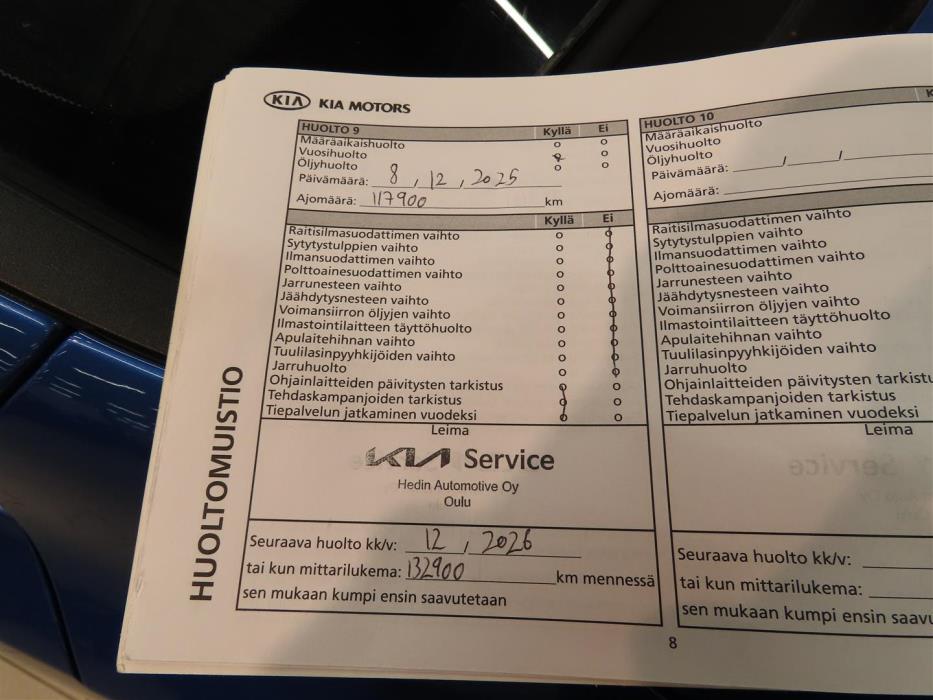 KIA KIA MOTORS
HUOLTO 9 Kyllä Ei
Määräaikaishuolto
Vuosihuolto
Öljyhuolto
Päivämäärä: 8 , 12 , 2025
Ajomäärä: 117900 km
Kyllä Ei
Raitisilmasuodattimen vaihto
Sytytystulppien vaihto
Ilmansuodattimen vaihto
Polttoainesuodattimen vaihto
Jarrunesteen vaihto
Jäähdytysnesteen vaihto
Voimansiirron öljyjen vaihto
Ilmastointilaitteen täyttöhuolto
Apulaitehihnan vaihto
Tuulilasinpyyhkijöiden vaihto
Jarruhuolto
Ohjainlaitteiden päivitysten tarkistus
Tehdaskampanjoiden tarkistus
Tiepalvelun jatkaminen vuodeksi
Leima
KIA Service
Hedin Automotive Oy
Oulu
Seuraava huolto kk/v: 12 , 2026
tai kun mittarilukema: 132900 km mennessä
sen mukaan kumpi ensin saavutetaan
HUOLTOMUISTIO
HUOLTO 10 K
Määräaikaishuolto
Vuosihuolto
Öljyhuolto
Päivämäärä: / /
Ajomäärä:
Raitisilmasuodattimen vaihto
Sytytystulppien vaihto
Ilmansuodattimen vaihto
Polttoainesuodattimen vaihto
Jarrunesteen vaihto
Jäähdytysnesteen vaihto
Voimansiirron öljyjen vaihto
Ilmastointilaitteen täyttöhuolto
Apulaitehihnan vaihto
Tuulilasinpyyhkijöiden vaihto
Jarruhuolto
Ohjainlaitteiden päivitysten tarkistu
Tehdaskampanjoiden tarkistus
Tiepalvelun jatkaminen vuodeksi
Leima
Seuraava huolto kk/v:
tai kun mittarilukema:
sen mukaan kumpi ensin saavu
8